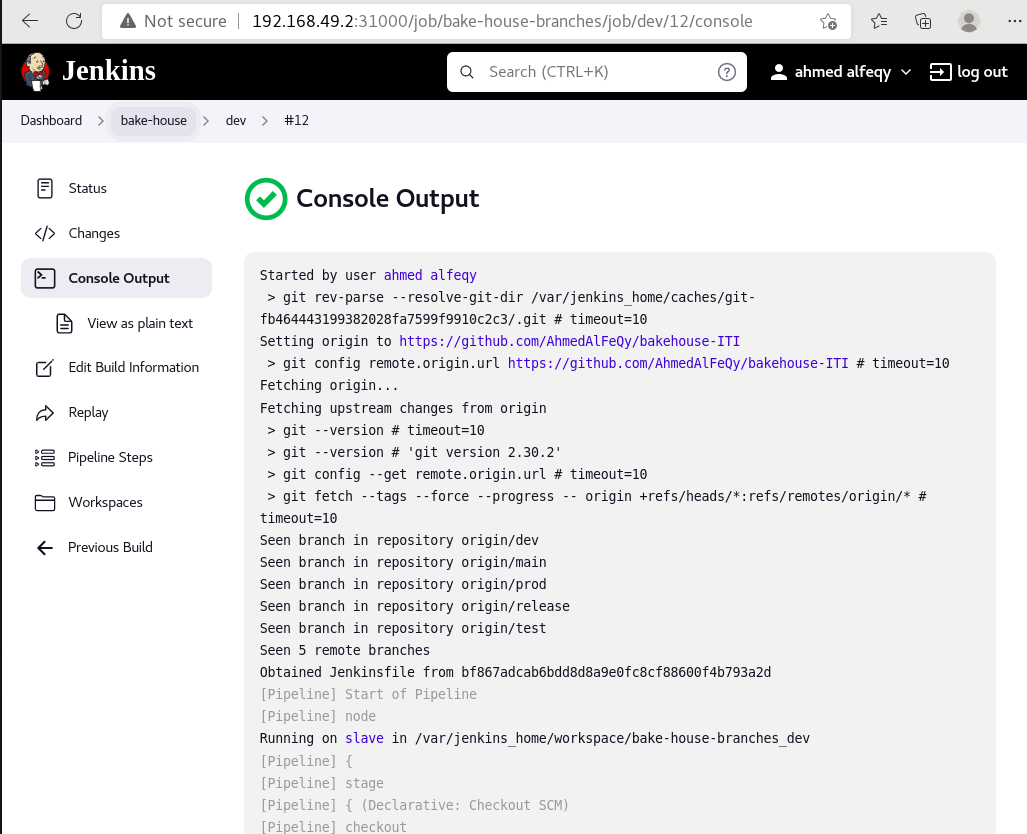 Not secure | 192.168.49.2:31000/job/bake-house-branches/job/dev/12/console
Jenkins
Search (CTRL+K)
?
ahmed alfeqy
log out
Dashboard > bake-house > dev > #12
Status
Changes
Console Output
View as plain text
Edit Build Information
Replay
Pipeline Steps
Workspaces
Previous Build
Console Output
Started by user ahmed alfeqy
 > git rev-parse --resolve-git-dir /var/jenkins_home/caches/git-
fb464443199382028fa7599f9910c2c3/.git # timeout=10
Setting origin to https://github.com/AhmedAlFeQy/bakehouse-ITI
 > git config remote.origin.url https://github.com/AhmedAlFeQy/bakehouse-ITI # timeout=10
Fetching origin...
Fetching upstream changes from origin
 > git --version # timeout=10
 > git --version # 'git version 2.30.2'
 > git config --get remote.origin.url # timeout=10
 > git fetch --tags --force --progress -- origin +refs/heads/*:refs/remotes/origin/* #
timeout=10
Seen branch in repository origin/dev
Seen branch in repository origin/main
Seen branch in repository origin/prod
Seen branch in repository origin/release
Seen branch in repository origin/test
Seen 5 remote branches
Obtained Jenkinsfile from bf867adcab6bdd8d8a9e0fc8cf88600f4b793a2d
[Pipeline] Start of Pipeline
[Pipeline] node
Running on slave in /var/jenkins_home/workspace/bake-house-branches_dev
[Pipeline] {
[Pipeline] stage
[Pipeline] { (Declarative: Checkout SCM)
[Pipeline] checkout